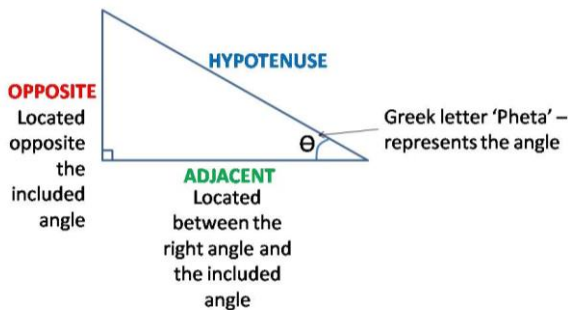 HYPOTENUSE
OPPOSITE
Located
opposite
the
included
angle
Greek letter ‘Pheta’ –
represents the angle
Ɵ
ADJACENT
Located
between the
right angle and
the included
angle